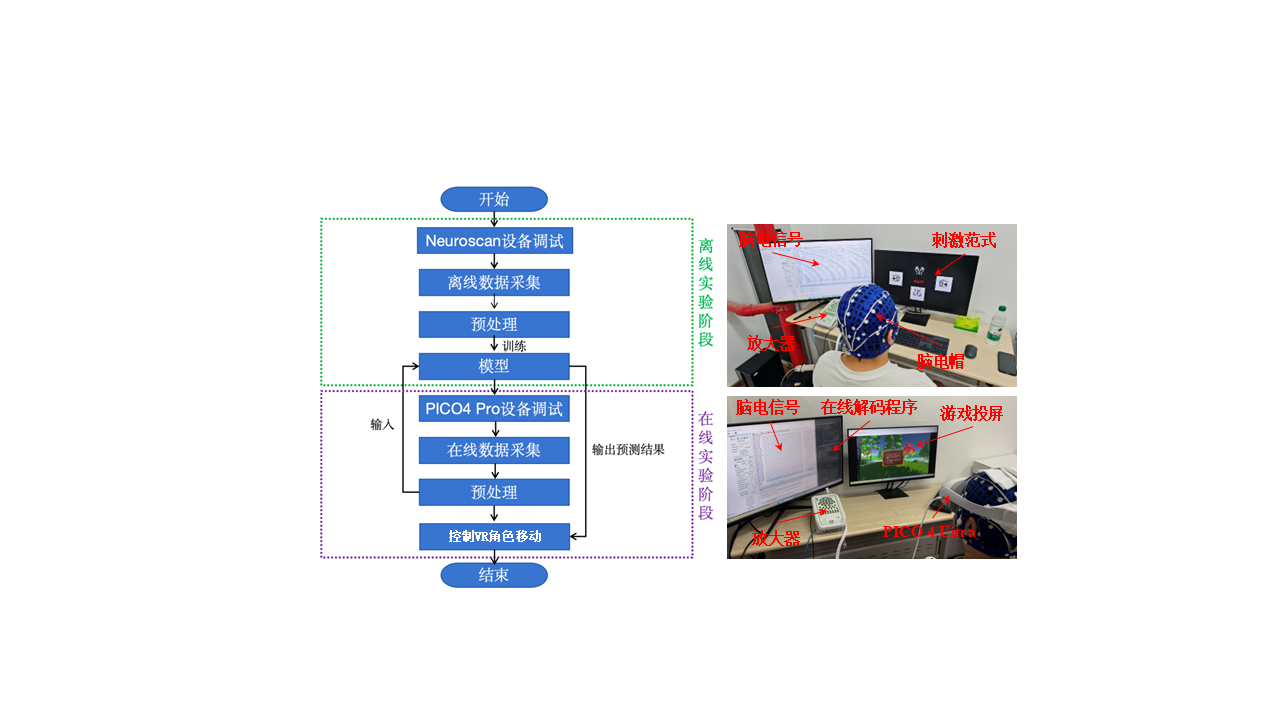 开始
Neuroscan设备调试
离线数据采集
预处理
训练
模型
离线实验阶段
PICO4 Pro设备调试
输入
在线数据采集
输出预测结果
预处理
控制VR角色移动
在线实验阶段
结束
脑电信号
刺激范式
放大器
脑电帽
脑电信号
在线解码程序
游戏投屏
放大器
PICO 4 Utrra